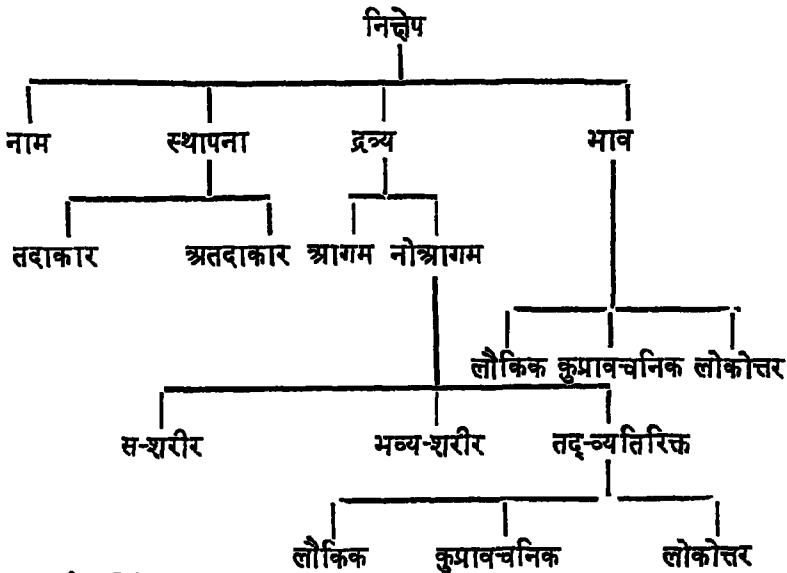 निक्षेप
नाम स्थापना द्रव्य भाव
तदाकार अतदाकार आगम नोआगम
लौकिक कुप्रावचनिक लोकोत्तर
स-शरीर भव्य-शरीर तद्-व्यतिरिक्त
लौकिक कुप्रावचनिक लोकोत्तर